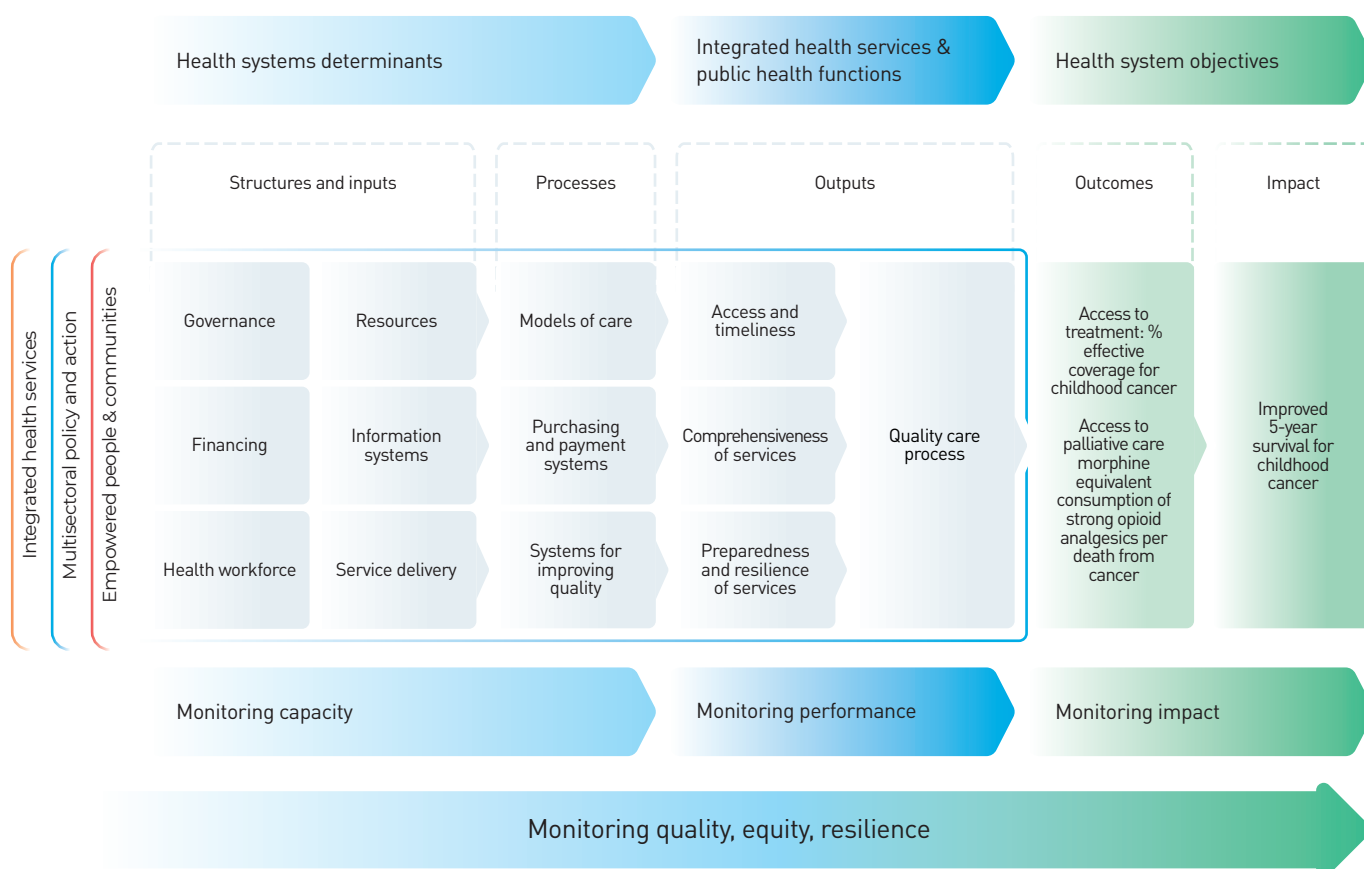 Health systems determinants
Integrated health services &
public health functions
Health system objectives
Structures and inputs
Processes
Outputs
Outcomes
Impact
Integrated health services
Multisectoral policy and action
Empowered people & communities
Governance
Resources
Models of care
Access and
timeliness
Financing
Information
systems
Purchasing
and payment
systems
Comprehensiveness
of services
Health workforce
Service delivery
Systems for
improving
quality
Preparedness
and resilience
of services
Quality care
process
Access to
treatment: %
effective
coverage for
childhood cancer
Access to
palliative care
morphine
equivalent
consumption of
strong opioid
analgesics per
death from
cancer
Improved
5-year
survival for
childhood
cancer
Monitoring capacity
Monitoring performance
Monitoring impact
Monitoring quality, equity, resilience